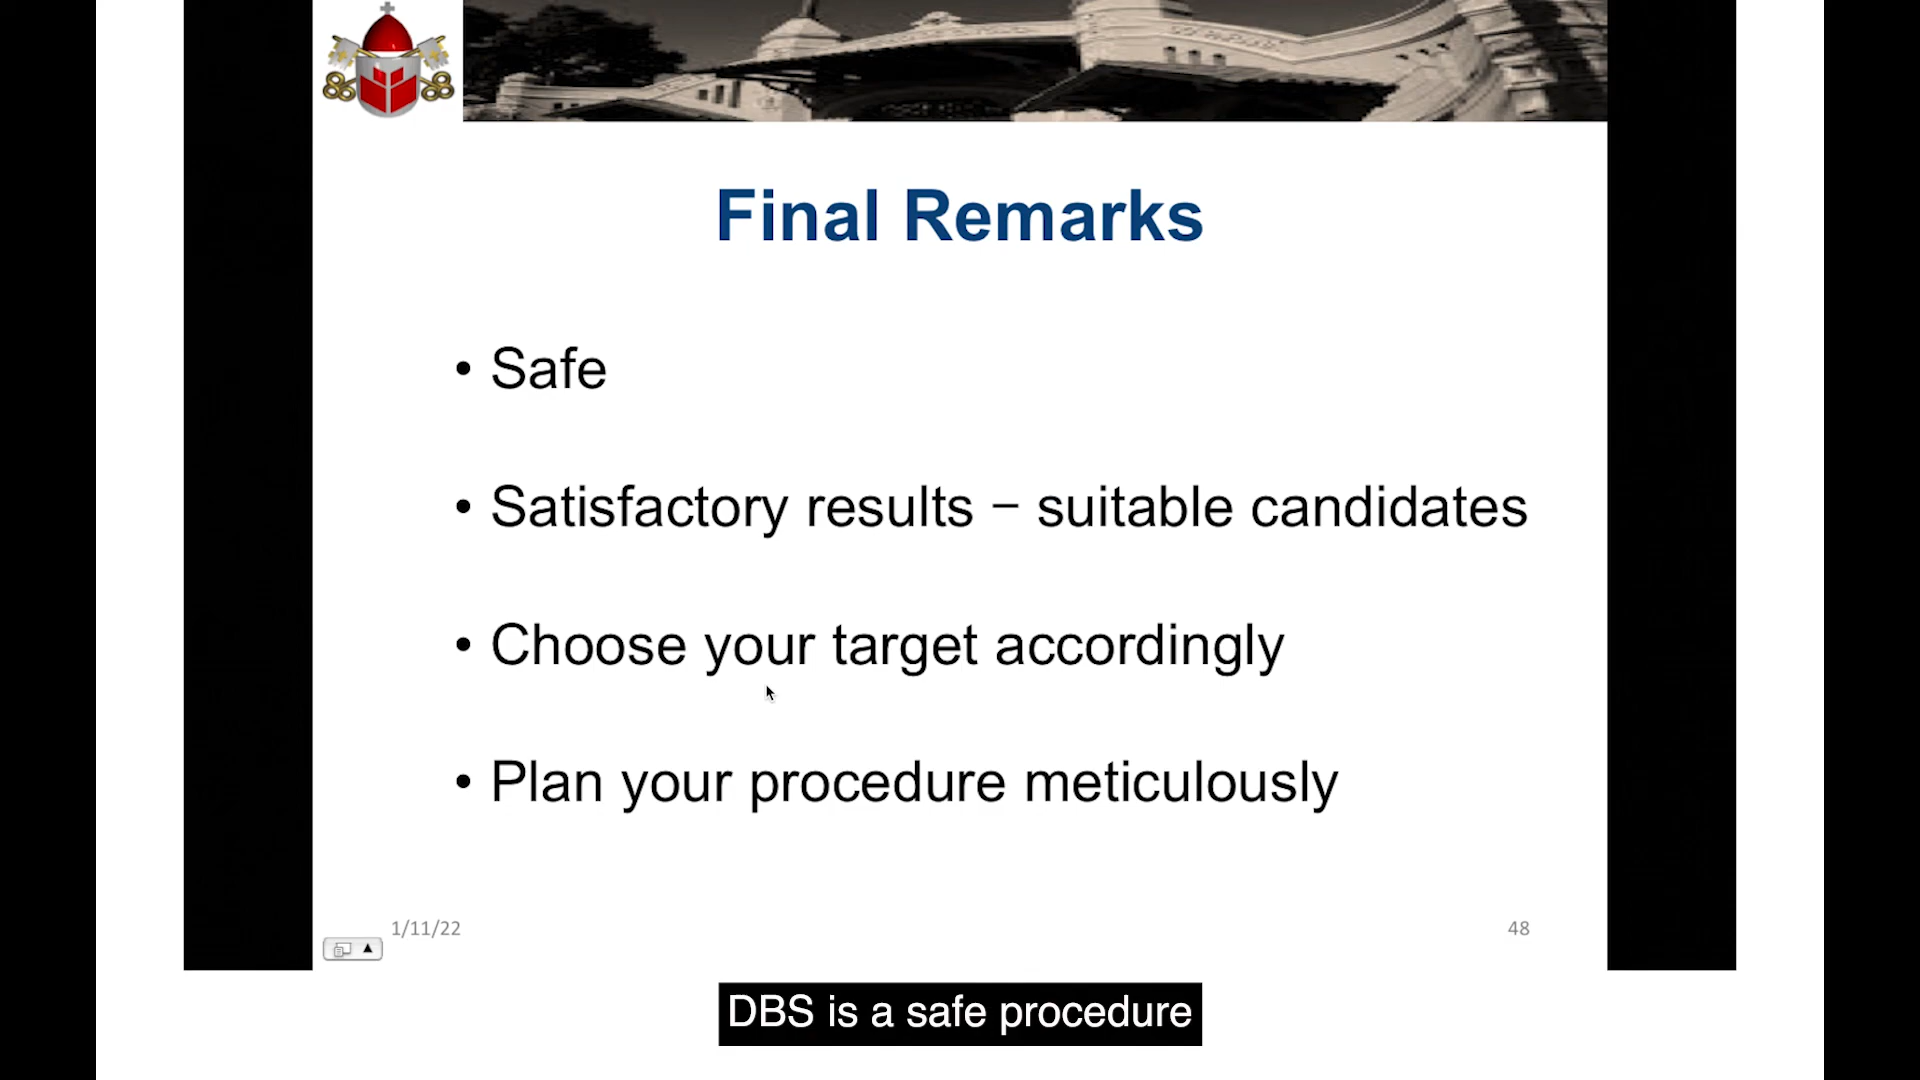 Final Remarks
• Safe
• Satisfactory results – suitable candidates
• Choose your target accordingly
• Plan your procedure meticulously
1/11/22
48
DBS is a safe procedure